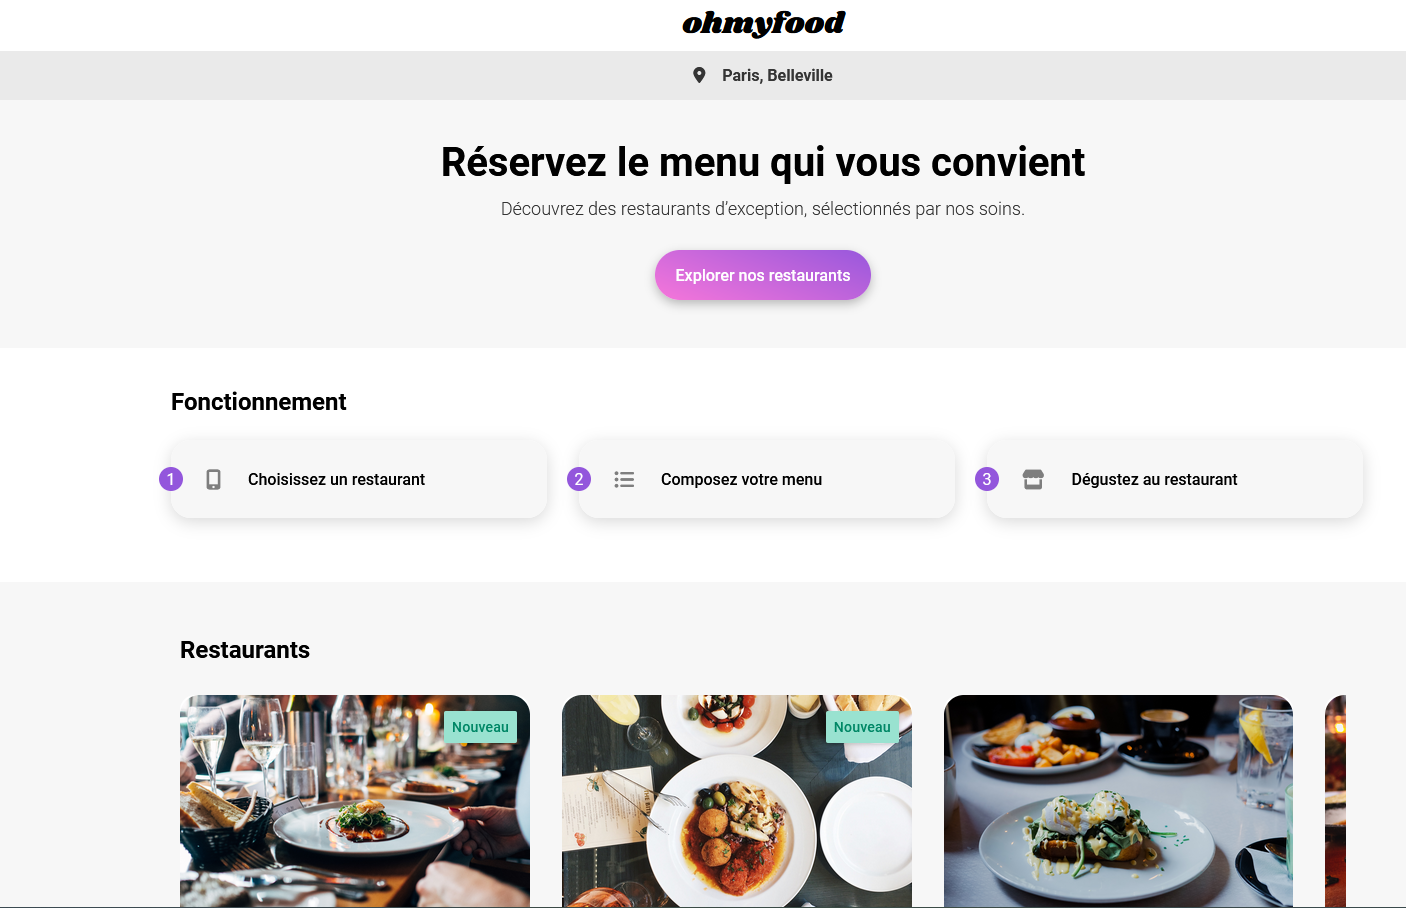 ohmyfood
Paris, Belleville
Réservez le menu qui vous convient
Découvrez des restaurants d’exception, sélectionnés par nos soins.
Explorer nos restaurants
Fonctionnement
1 Choisissez un restaurant
2 Composez votre menu
3 Dégustez au restaurant
Restaurants
Nouveau
Nouveau